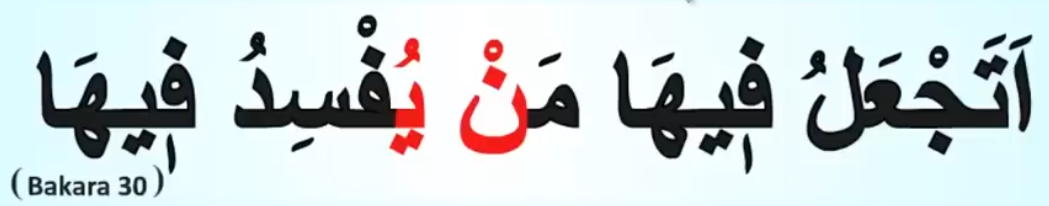 اَتَجْعَلُ فٖيهَا مَنْ يُفْسِدُ فٖيهَا
(Bakara 30)